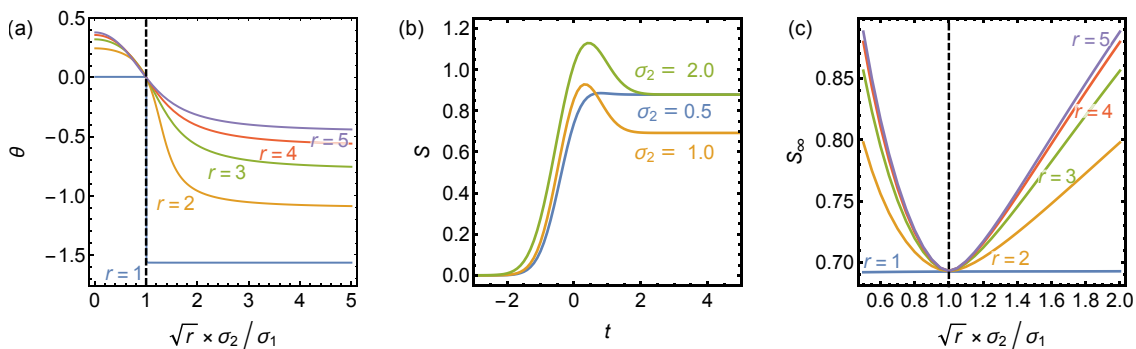 (a)
0.5
0.0
−0.5
−1.0
−1.5
θ
r = 5
r = 4
r = 3
r = 2
r = 1
0 1 2 3 4 5
√r × σ₂ / σ₁
(b)
1.2
1.0
0.8
0.6
0.4
0.2
0.0
S
σ₂ = 2.0
σ₂ = 0.5
σ₂ = 1.0
−2 0 2 4
t
(c)
0.85
0.80
0.75
0.70
S∞
r = 5
r = 4
r = 3
r = 2
r = 1
0.6 0.8 1.0 1.2 1.4 1.6 1.8 2.0
√r × σ₂ / σ₁